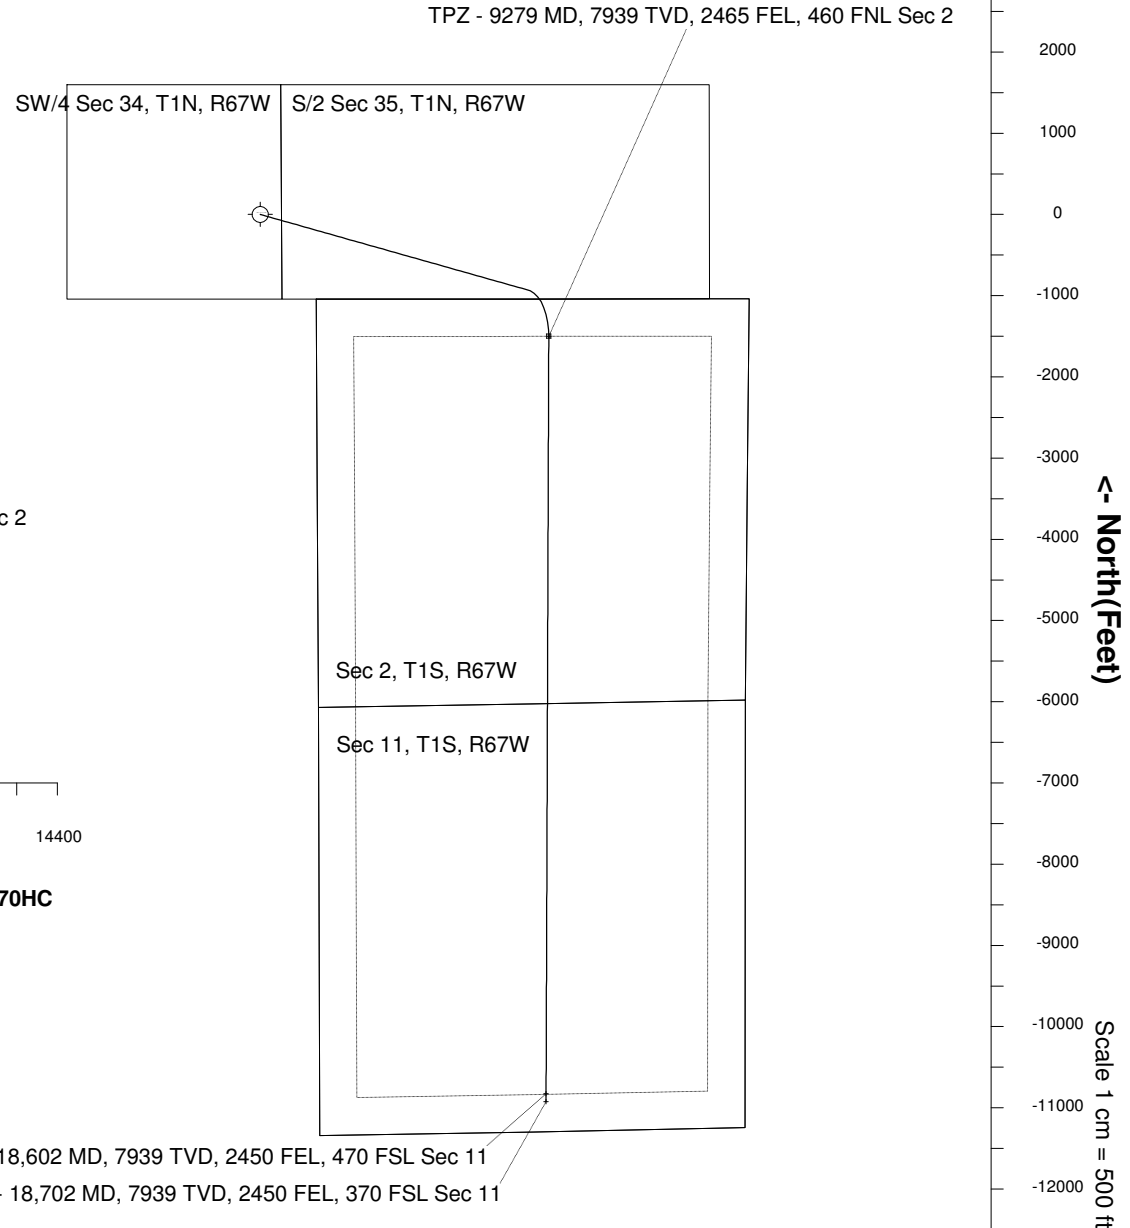 TPZ - 9279 MD, 7939 TVD, 2465 FEL, 460 FNL Sec 2
2000
SW/4 Sec 34, T1N, R67W
S/2 Sec 35, T1N, R67W
1000
0
-1000
-2000
-3000
<- North(Feet)
c 2
-4000
-5000
Sec 2, T1S, R67W
-6000
Sec 11, T1S, R67W
-7000
14400
-8000
70HC
-9000
-10000
Scale 1 cm = 500 ft
-11000
18,602 MD, 7939 TVD, 2450 FEL, 470 FSL Sec 11
- 18,702 MD, 7939 TVD, 2450 FEL, 370 FSL Sec 11
-12000